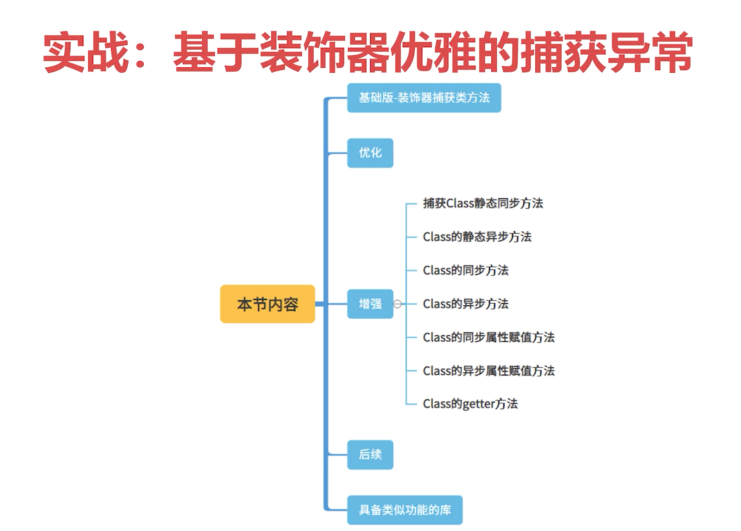 实战：基于装饰器优雅的捕获异常
基础版-装饰器捕获类方法
优化
本节内容
增强
捕获Class静态同步方法
Class的静态异步方法
Class的同步方法
Class的异步方法
Class的同步属性赋值方法
Class的异步属性赋值方法
Class的getter方法
后续
具备类似功能的库